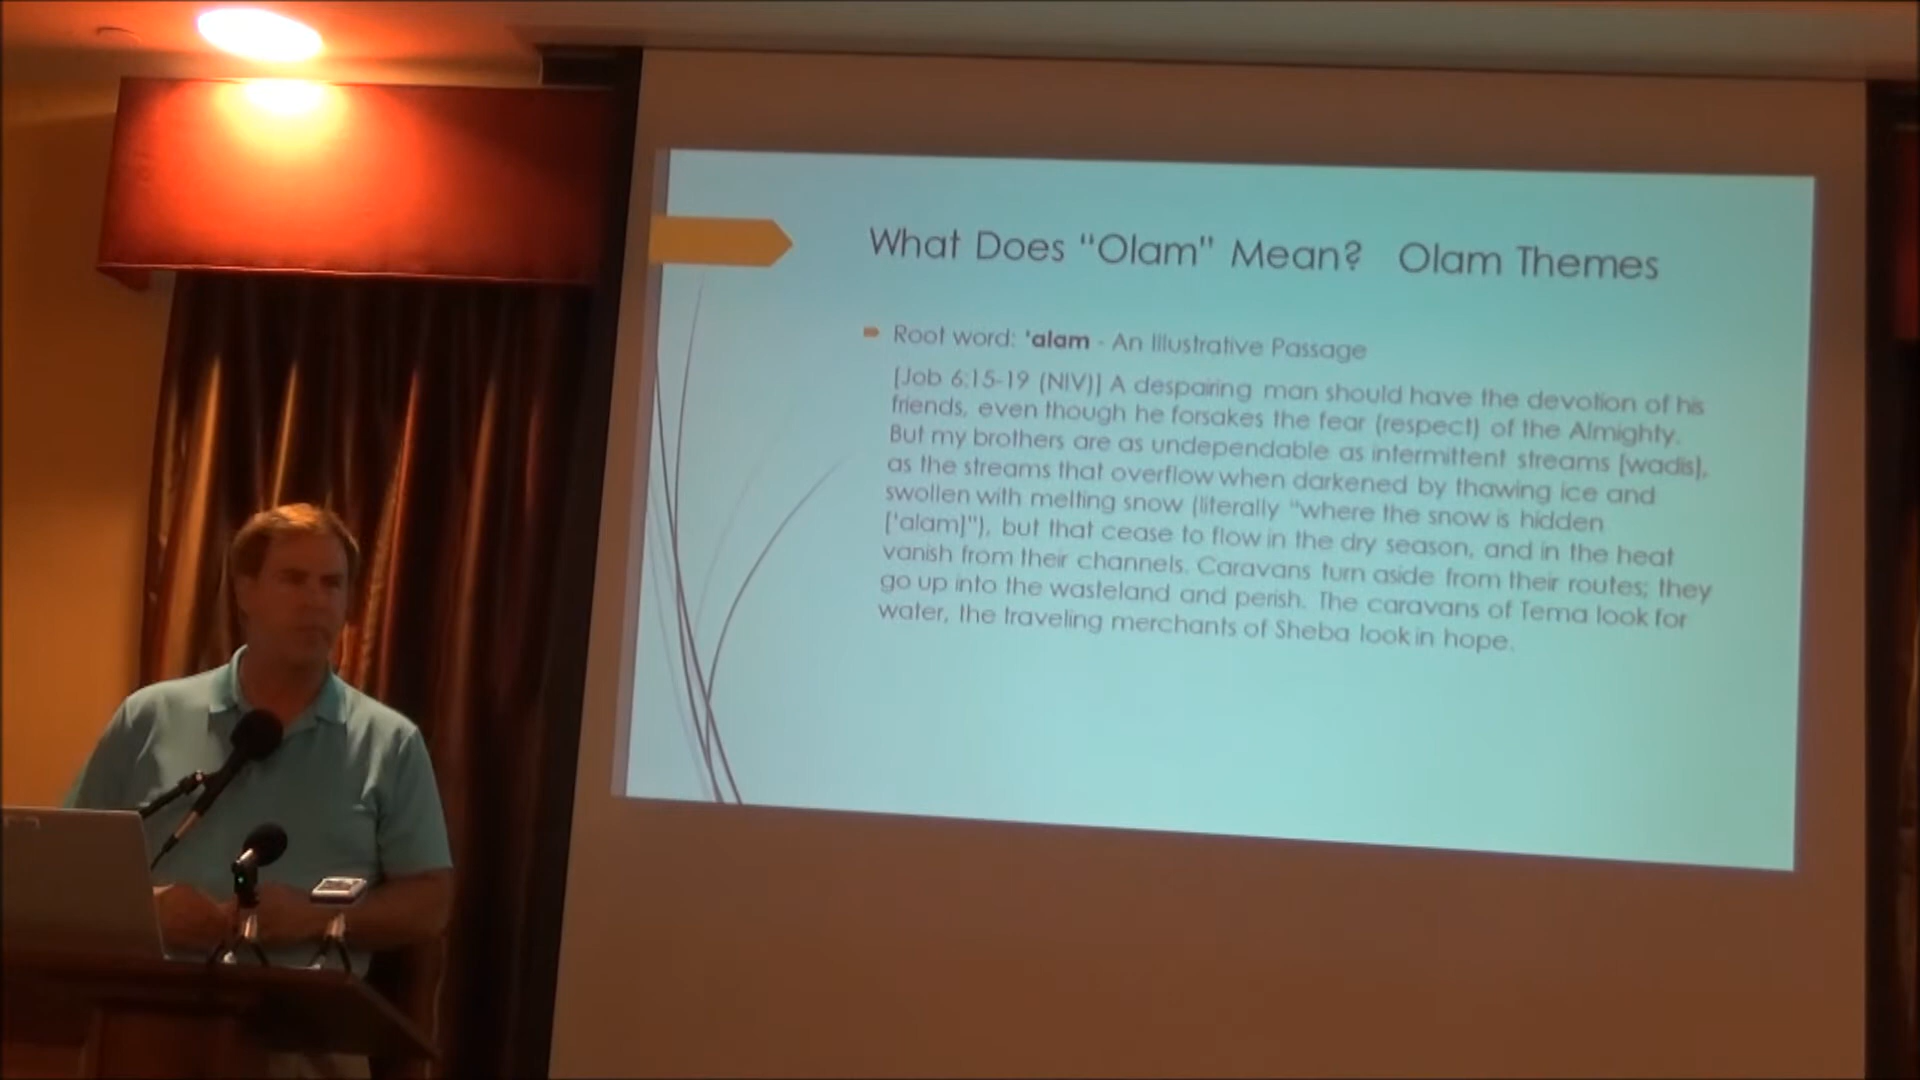 What Does "Olam" Mean?   Olam Themes
Root word: 'alam - An Illustrative Passage
[Job 6:15-19 (NIV)] A despairing man should have the devotion of his
friends, even though he forsakes the fear (respect) of the Almighty.
But my brothers are as undependable as intermittent streams [wadis],
as the streams that overflow when darkened by thawing ice and
swollen with melting snow (literally "where the snow is hidden
['alam]"), but that cease to flow in the dry season, and in the heat
vanish from their channels. Caravans turn aside from their routes; they
go up into the wasteland and perish. The caravans of Tema look for
water, the traveling merchants of Sheba look in hope.